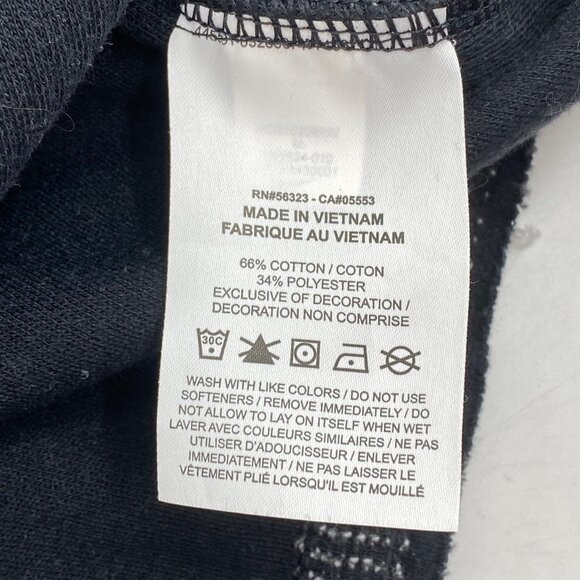 RN#56323 - CA#05553
MADE IN VIETNAM
FABRIQUE AU VIETNAM
66% COTTON / COTON
34% POLYESTER
EXCLUSIVE OF DECORATION /
DECORATION NON COMPRISE
30C
WASH WITH LIKE COLORS / DO NOT USE
SOFTENERS / REMOVE IMMEDIATELY / DO
NOT ALLOW TO LAY ON ITSELF WHEN WET
LAVER AVEC COULEURS SIMILAIRES / NE PAS
UTILISER D'ADOUCISSEUR / ENLEVER
IMMEDIATEMENT / NE PAS LAISSER LE
VÊTEMENT PLIÉ LORSQU'IL EST MOUILLÉ